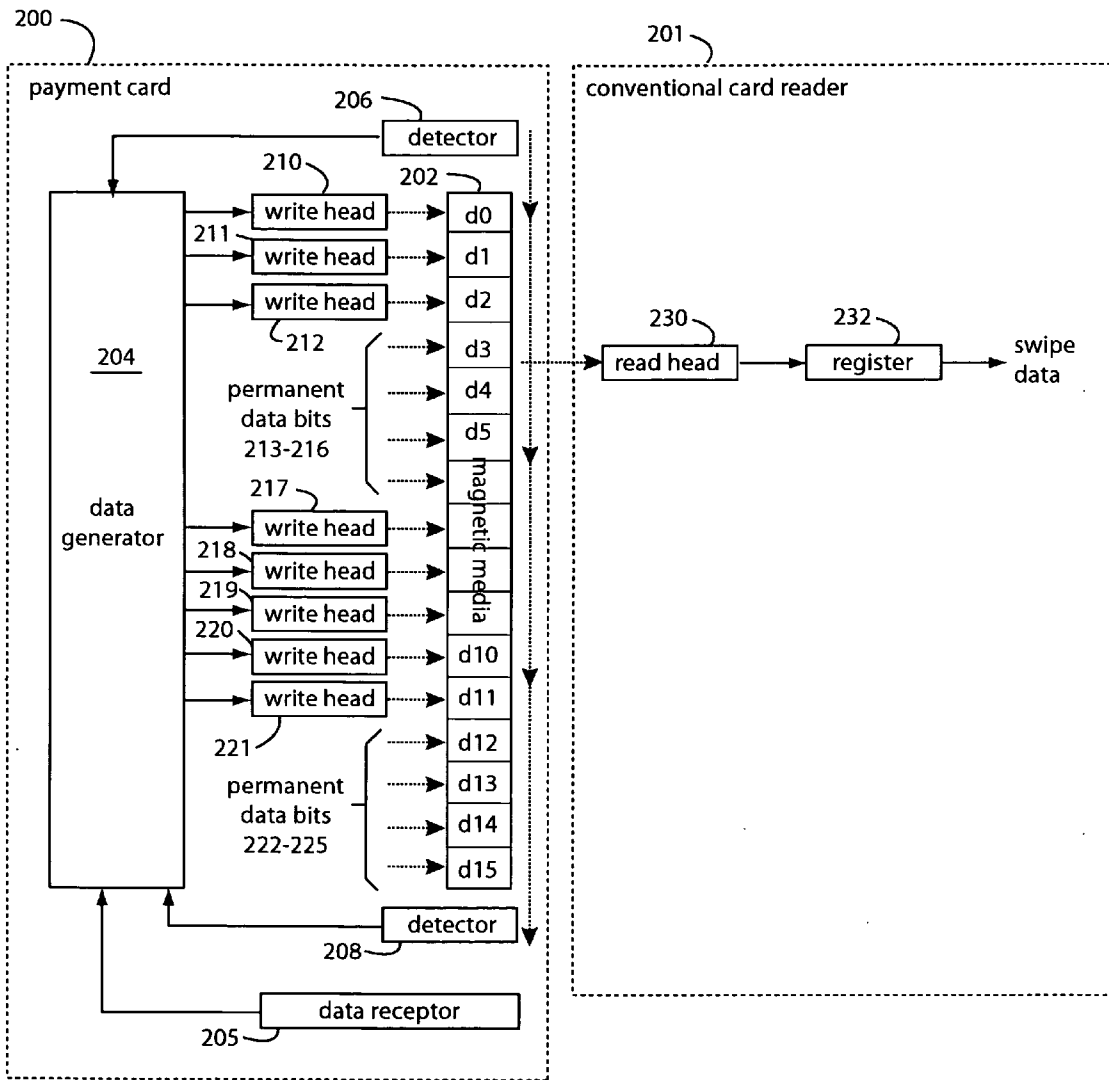 200
201
payment card
conventional card reader
206
detector
210
202
write head
d0
211
write head
d1
write head
d2
212
230
232
d3
204
read head
register
swipe
data
permanent
data bits
213-216
d4
d5
217
magnetic media
data
generator
write head
218
write head
219
write head
220
write head
d10
write head
d11
221
d12
permanent
data bits
222-225
d13
d14
d15
detector
208
data receptor
205